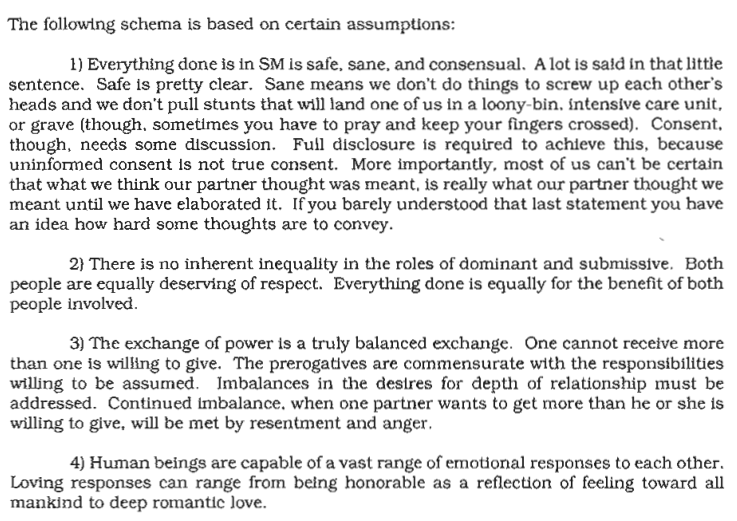 The following schema is based on certain assumptions:
1) Everything done is in SM is safe, sane, and consensual. A lot is said in that little
sentence. Safe is pretty clear. Sane means we don't do things to screw up each other's
heads and we don't pull stunts that will land one of us in a loony-bin, intensive care unit,
or grave (though, sometimes you have to pray and keep your fingers crossed). Consent,
though, needs some discussion. Full disclosure is required to achieve this, because
uninformed consent is not true consent. More importantly, most of us can't be certain
that what we think our partner thought was meant, is really what our partner thought we
meant until we have elaborated it. If you barely understood that last statement you have
an idea how hard some thoughts are to convey.
2) There is no inherent inequality in the roles of dominant and submissive. Both
people are equally deserving of respect. Everything done is equally for the benefit of both
people involved.
3) The exchange of power is a truly balanced exchange. One cannot receive more
than one is willing to give. The prerogatives are commensurate with the responsibilities
willing to be assumed. Imbalances in the desires for depth of relationship must be
addressed. Continued imbalance, when one partner wants to get more than he or she is
willing to give, will be met by resentment and anger.
4) Human beings are capable of a vast range of emotional responses to each other.
Loving responses can range from being honorable as a reflection of feeling toward all
mankind to deep romantic love.